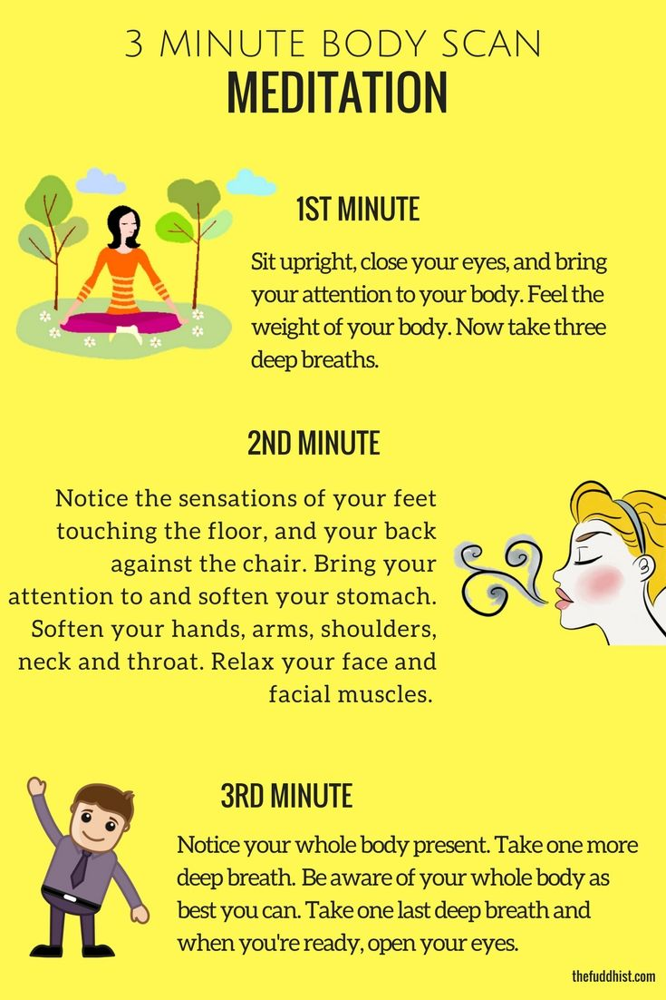 3 MINUTE BODY SCAN
MEDITATION
1ST MINUTE
Sit upright, close your eyes, and bring
your attention to your body. Feel the
weight of your body. Now take three
deep breaths.
2ND MINUTE
Notice the sensations of your feet
touching the floor, and your back
against the chair. Bring your
attention to and soften your stomach.
Soften your hands, arms, shoulders,
neck and throat. Relax your face and
facial muscles.
3RD MINUTE
Notice your whole body present. Take one more
deep breath. Be aware of your whole body as
best you can. Take one last deep breath and
when you're ready, open your eyes.
thefuddhist.com